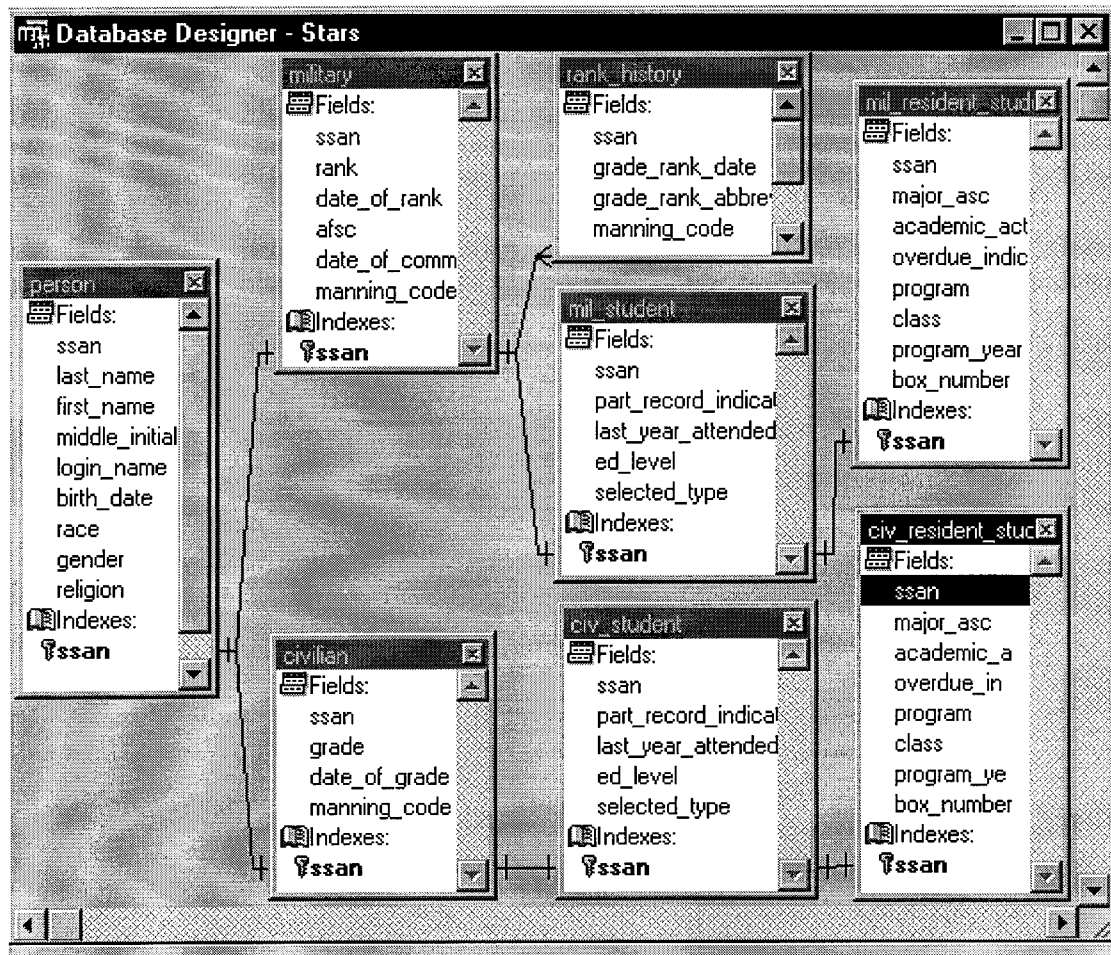 Database Designer - Stars
military
Fields:
ssan
rank
date_of_rank
afsc
date_of_comm
manning_code
Indexes:
ssan
rank_history
Fields:
ssan
grade_rank_date
grade_rank_abbre
manning_code
mil_resident_stud
Fields:
ssan
major_asc
academic_act
overdue_indic
program
class
program_year
box_number
Indexes:
ssan
person
Fields:
ssan
last_name
first_name
middle_initial
login_name
birth_date
race
gender
religion
Indexes:
ssan
mil_student
Fields:
ssan
part_record_indical
last_year_attended
ed_level
selected_type
Indexes:
ssan
civilian
Fields:
ssan
grade
date_of_grade
manning_code
Indexes:
ssan
civ_student
Fields:
ssan
part_record_indical
last_year_attended
ed_level
selected_type
Indexes:
ssan
civ_resident_stud
Fields:
ssan
major_asc
academic_a
overdue_in
program
class
program_ye
box_number
Indexes:
ssan